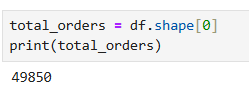 total_orders = df.shape[0]
print(total_orders)
49850